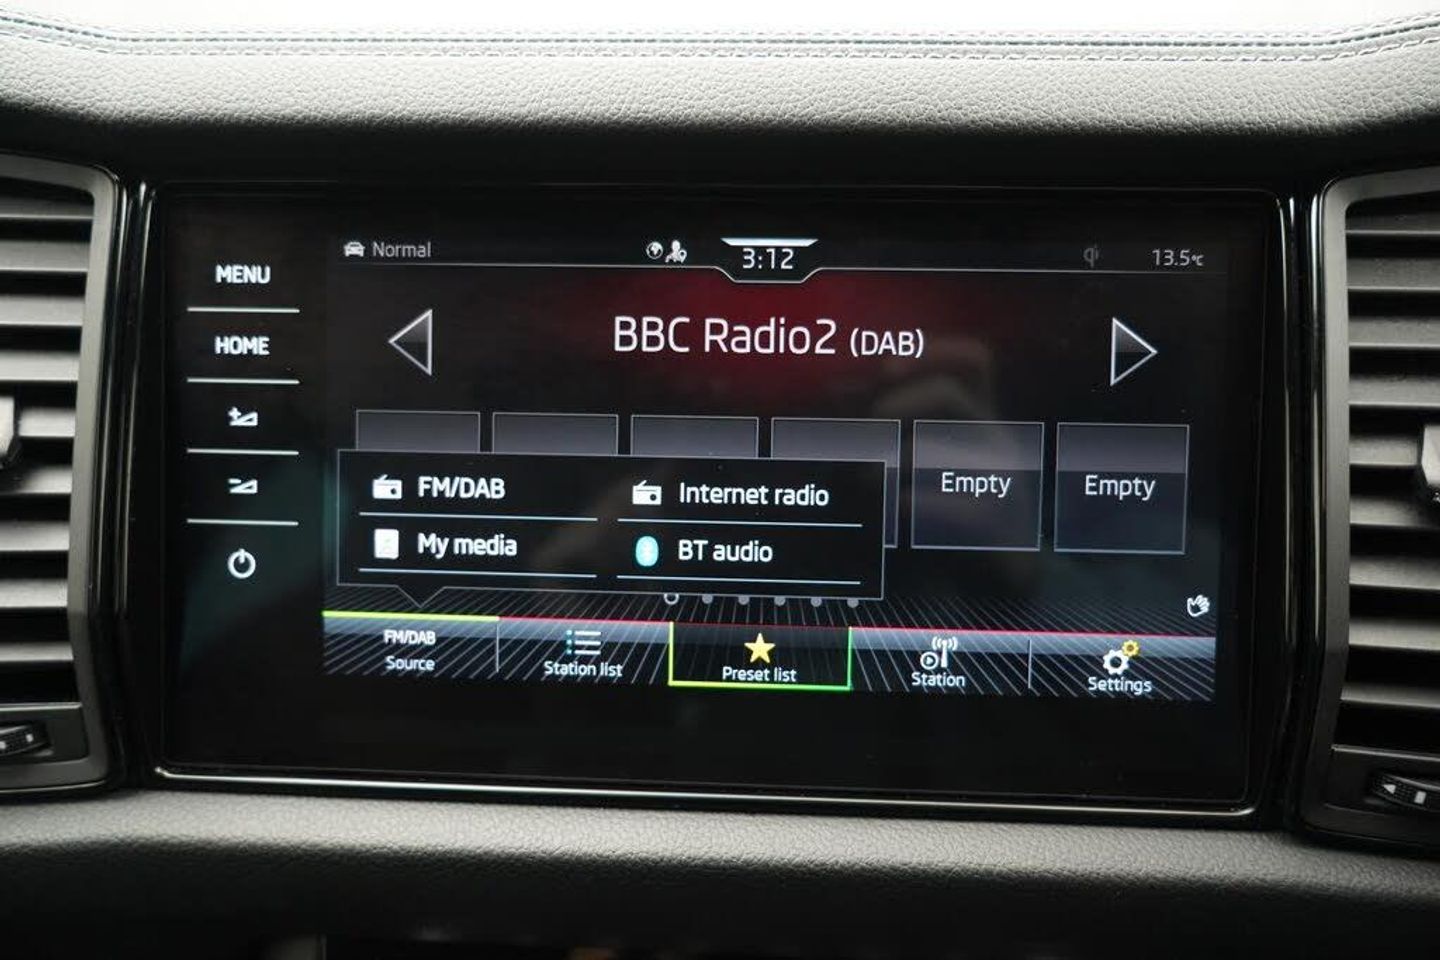 MENU
HOME
Normal
3:12
13.5°C
BBC Radio2 (DAB)
Empty
Empty
FM/DAB
Internet radio
My media
BT audio
FM/DAB
Source
Station list
Preset list
Station
Settings